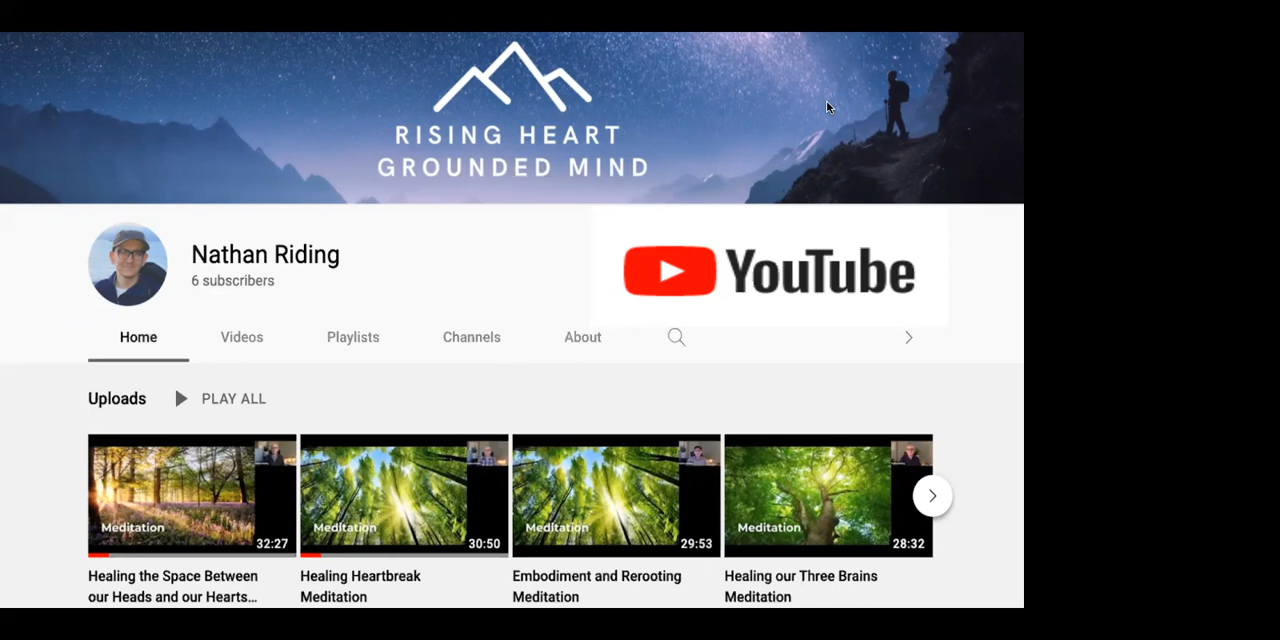 RISING HEART
GROUNDED MIND
Nathan Riding
6 subscribers
YouTube
Home Videos Playlists Channels About
Uploads PLAY ALL
Meditation Meditation Meditation Meditation
32:27 30:50 29:53 28:32
Healing the Space Between
our Heads and our Hearts...
Healing Heartbreak
Meditation
Embodiment and Rerooting
Meditation
Healing our Three Brains
Meditation